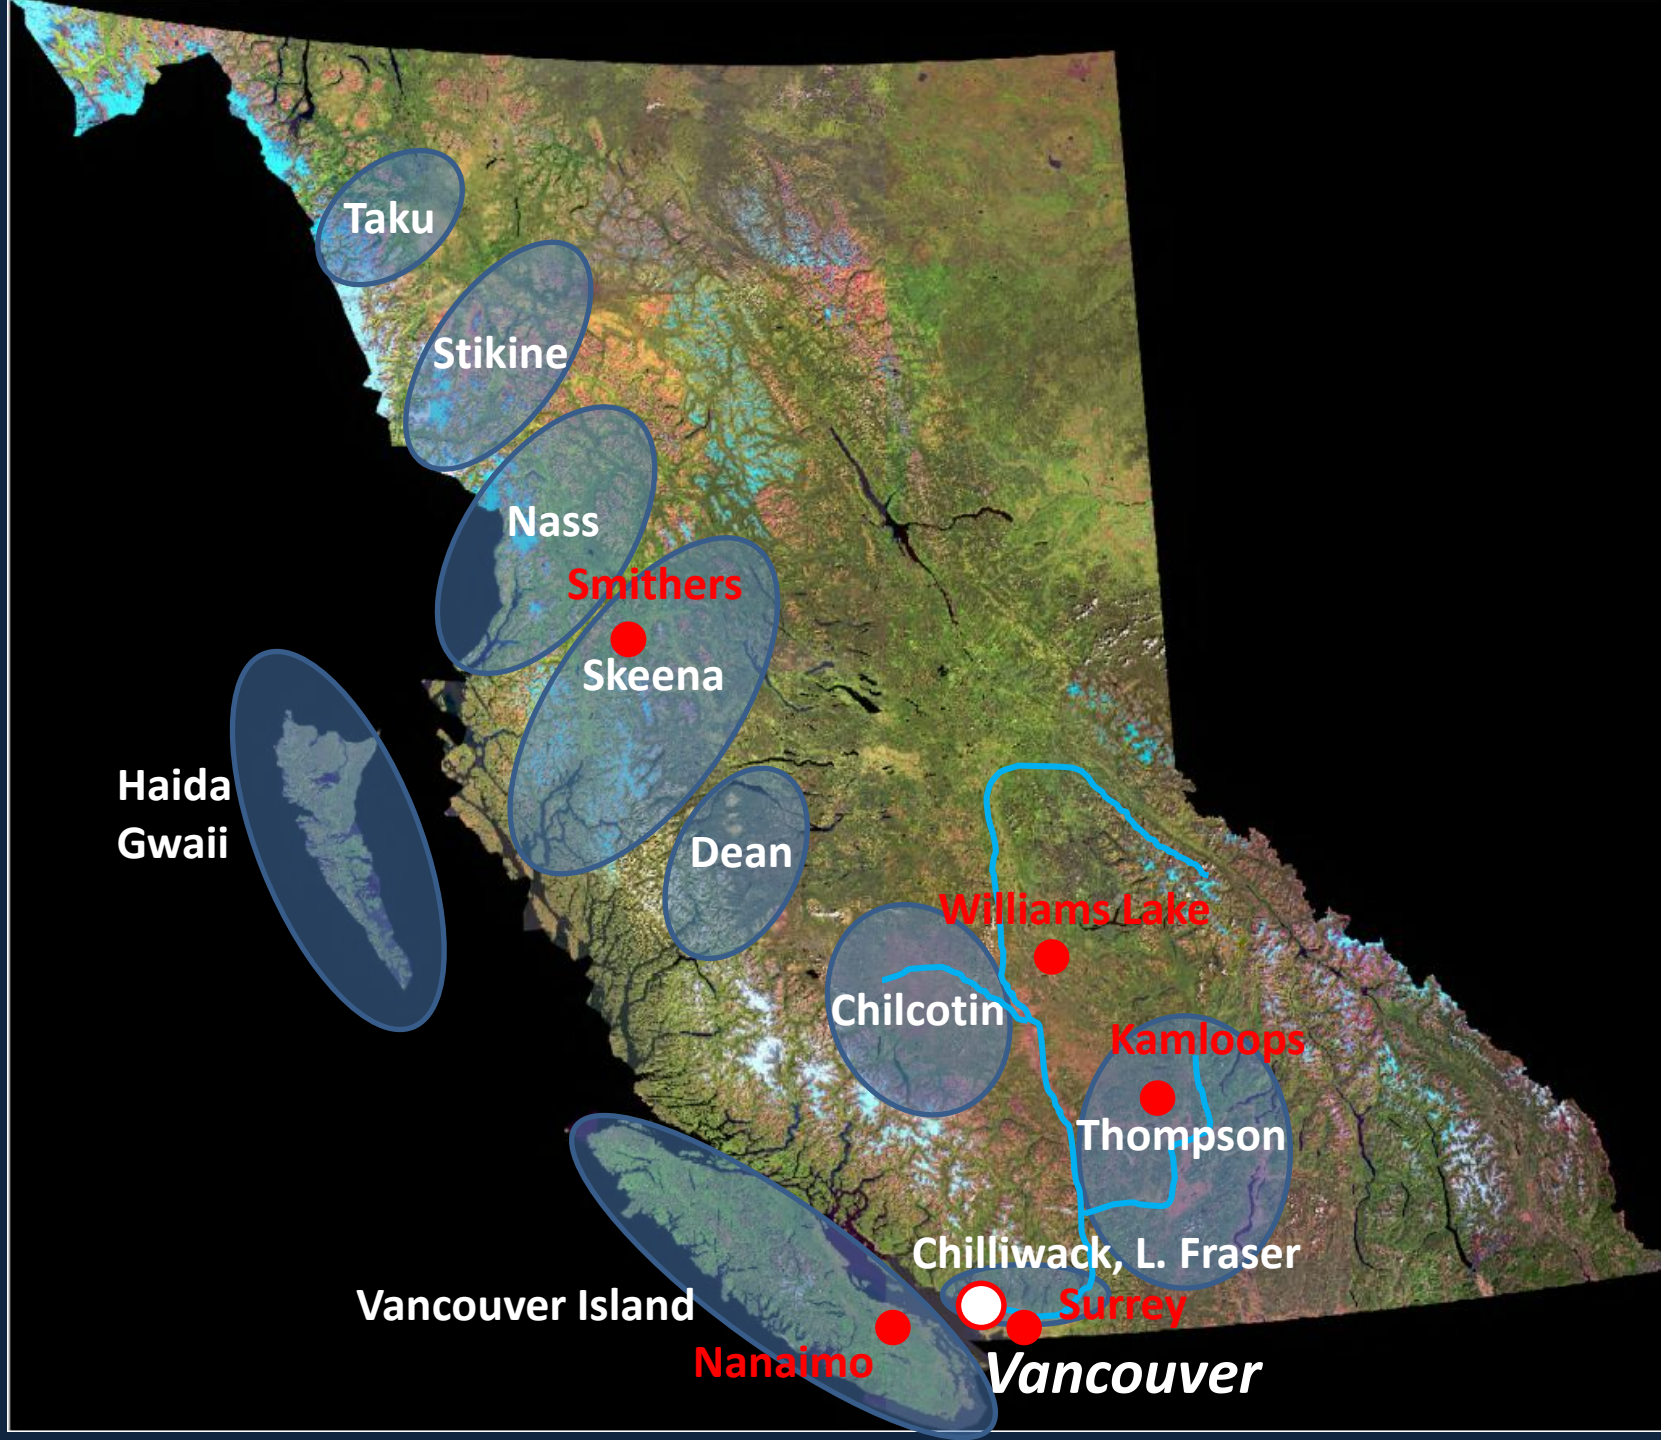 Taku
Stikine
Nass
Smithers
Skeena
Haida
Gwaii
Dean
Williams Lake
Chilcotin
Kamloops
Thompson
Chilliwack, L. Fraser
Vancouver Island
Surrey
Nanaimo
Vancouver